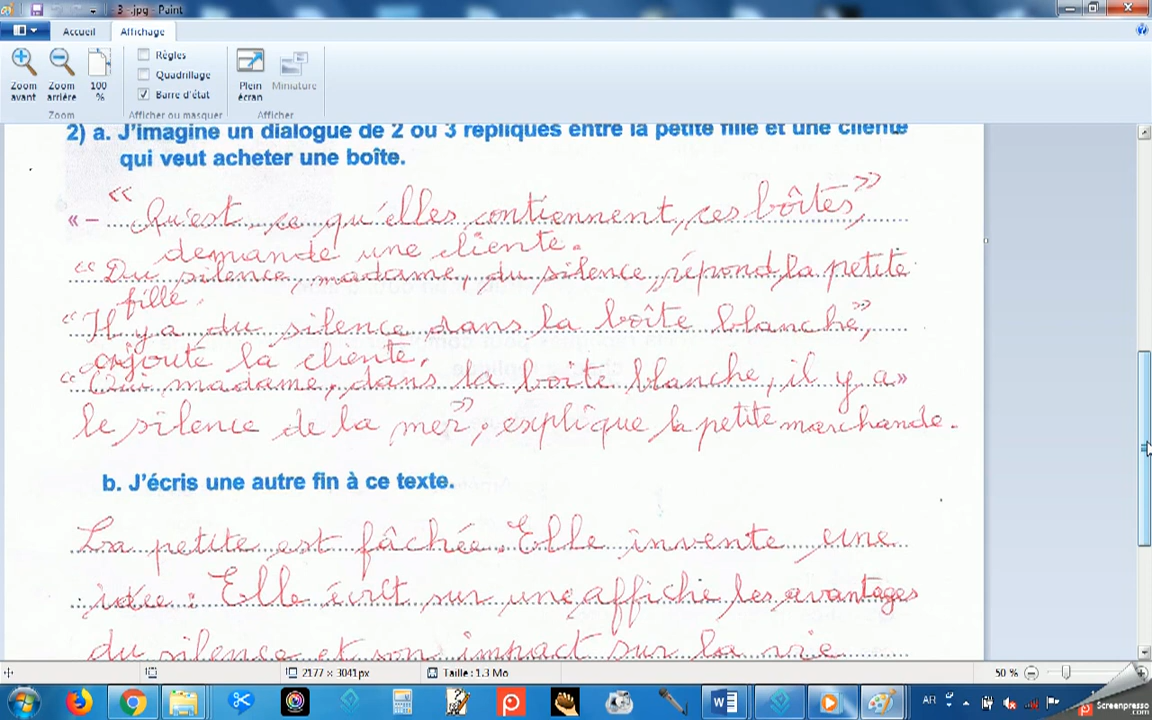 - 3 -.jpg - Paint
Accueil
Affichage
Zoom avant
Zoom arrière
100 %
Règles
Quadrillage
Barre d'état
Plein écran
Miniature
Zoom
Afficher ou masquer
Afficher
2) a. J'imagine un dialogue de 2 ou 3 répliques entre la petite fille et une cliente
qui veut acheter une boîte.
« – « Qu'est ce qu'elles contiennent, ces boîtes »,
demande une cliente.
« Du silence, madame, du silence, répond la petite
fille.
« Il y a du silence dans la boîte blanche »,
ajoute la cliente.
« Oui madame, dans la boîte blanche, il y a »
le silence de la mer », explique la petite marchande.
b. J'écris une autre fin à ce texte.
La petite est fâchée. Elle invente une
idée : Elle écrit sur une affiche, les avantages
du silence et son impact sur la vie
2177 × 3041px
Taille : 1.3 Mo
50 %
AR
Screenpresso
.com